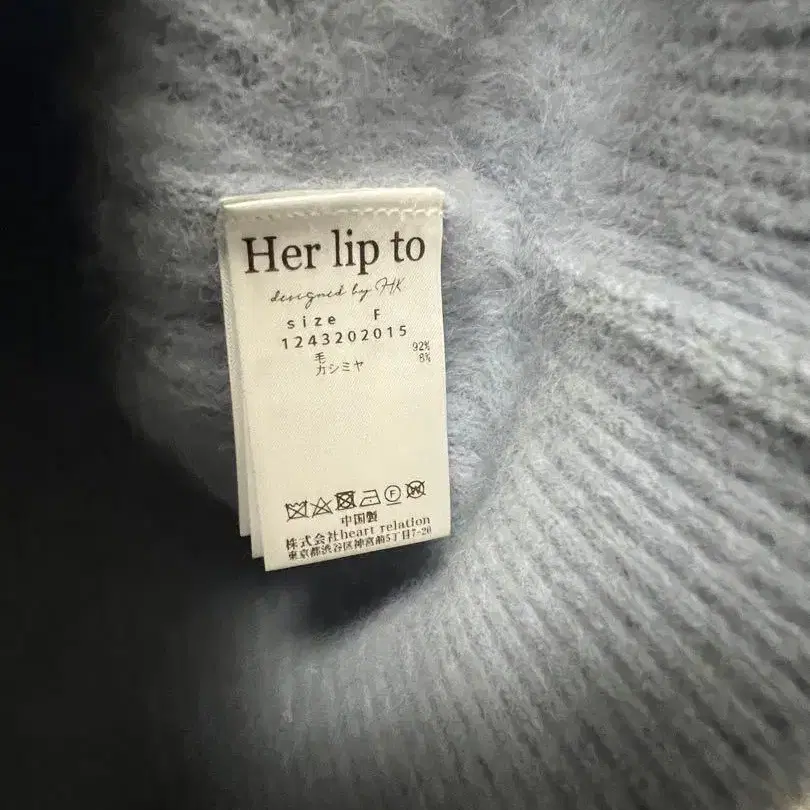 Her lip to
designed by HK
size F
1243202015
毛 92%
カシミヤ 8%
F W
中国製
株式会社heart relation
東京都渋谷区神宮前5丁目7-20